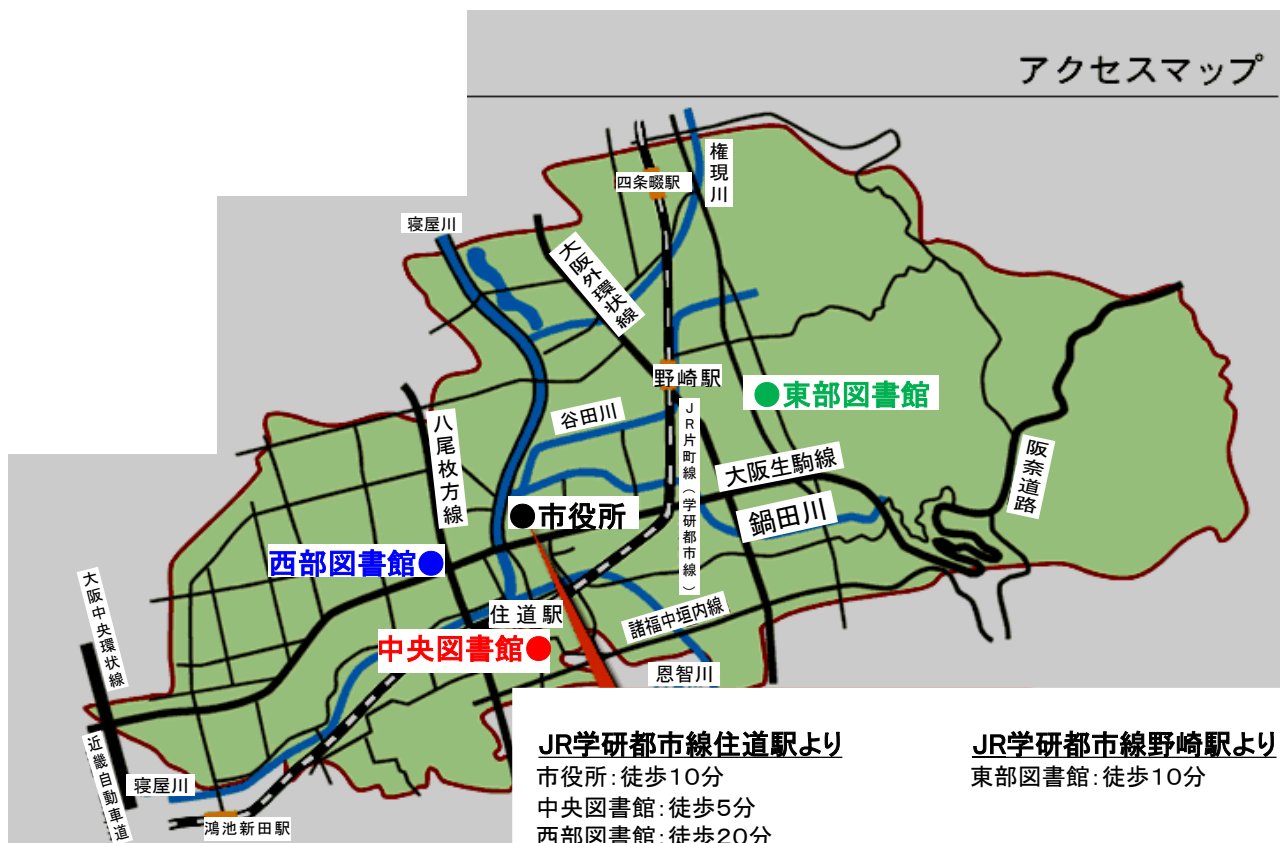 アクセスマップ
権現川
四条畷駅
寝屋川
大阪外環状線
野崎駅
●東部図書館
谷田川
八尾枚方線
JR片町線(学研都市線)
大阪生駒線
阪奈道路
鍋田川
●市役所
西部図書館●
大阪中央環状線
住道駅
諸福中垣内線
中央図書館●
恩智川
近畿自動車道
寝屋川
鴻池新田駅
JR学研都市線住道駅より
市役所:徒歩10分
中央図書館:徒歩5分
西部図書館:徒歩20分
JR学研都市線野崎駅より
東部図書館:徒歩10分